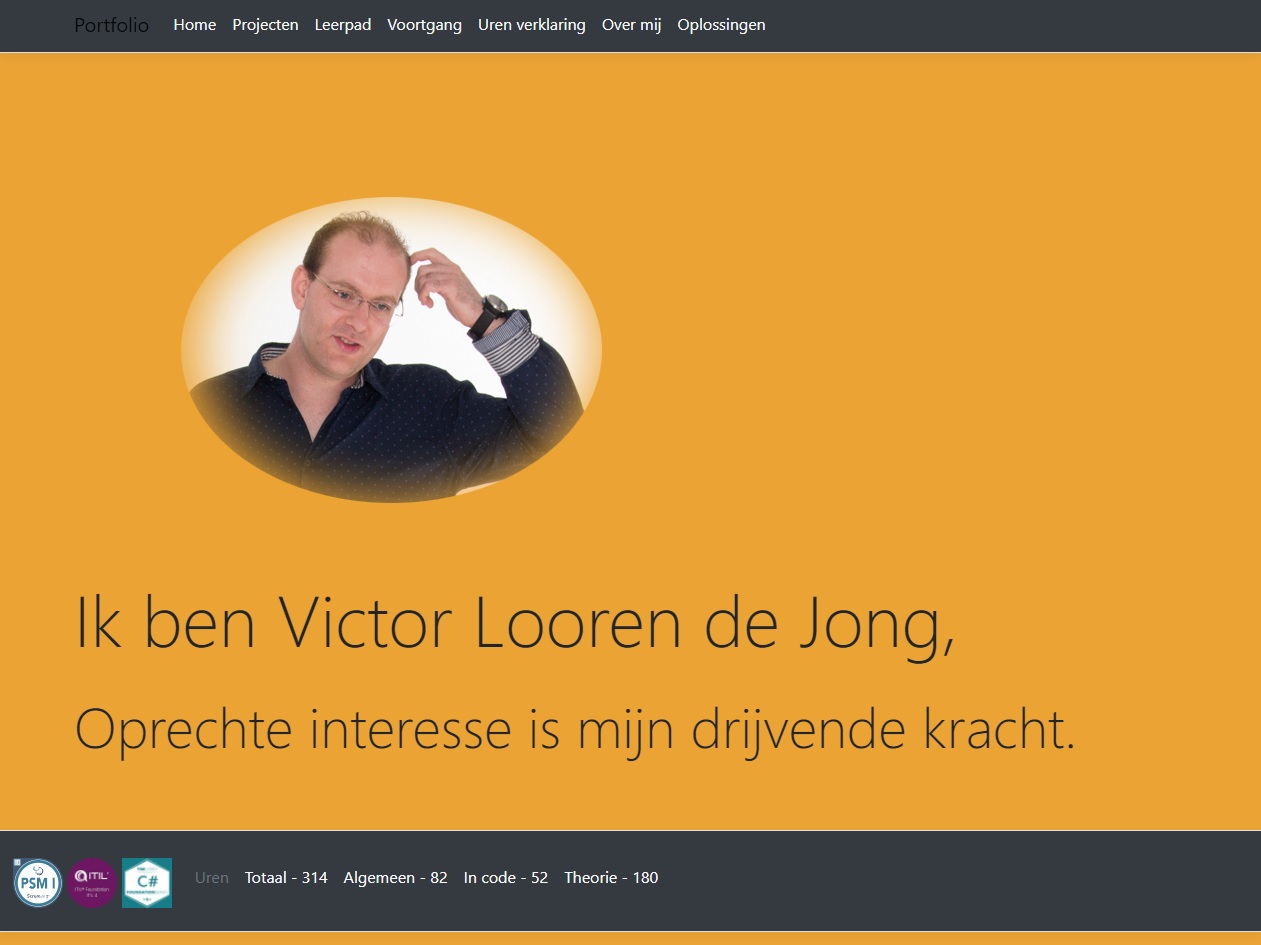 Portfolio Home Projecten Leerpad Voortgang Uren verklaring Over mij Oplossingen
Ik ben Victor Looren de Jong,
Oprechte interesse is mijn drijvende kracht.
PSM I
ITIL
C#
Uren Totaal - 314 Algemeen - 82 In code - 52 Theorie - 180